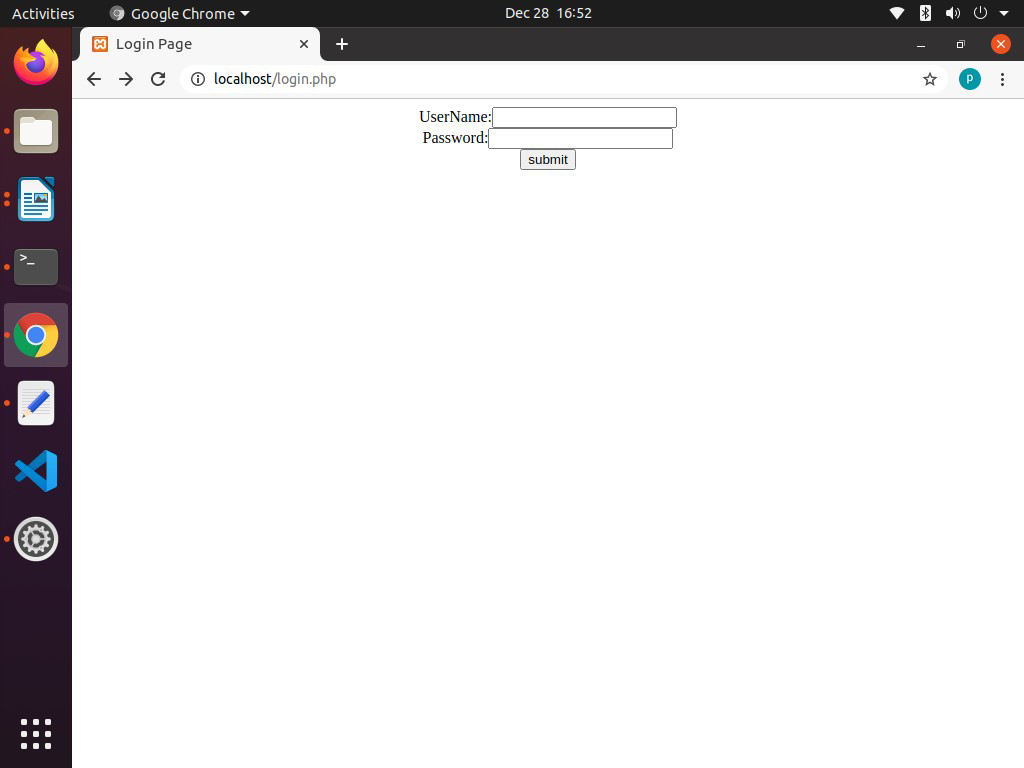 Activities
Google Chrome
Dec 28 16:52
Login Page
localhost/login.php
P
UserName:
Password:
submit
>_